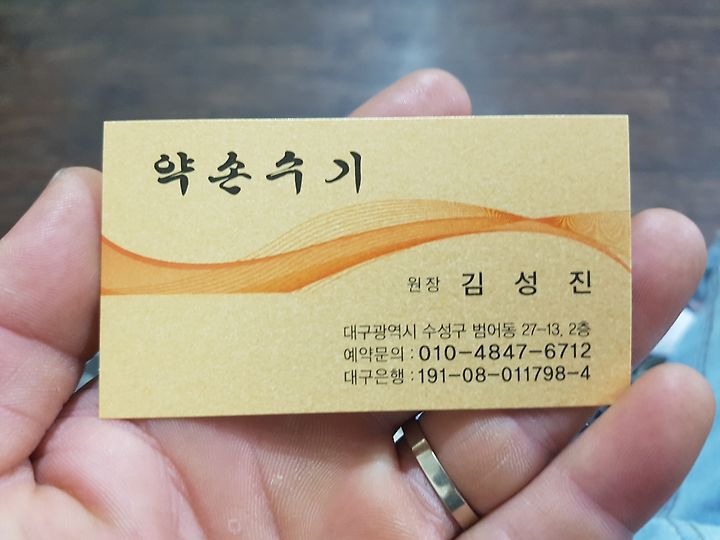 약손수기
원장 김성진
대구광역시 수성구 범어동 27-13, 2층
예약문의 : 010-4847-6712
대구은행 : 191-08-011798-4